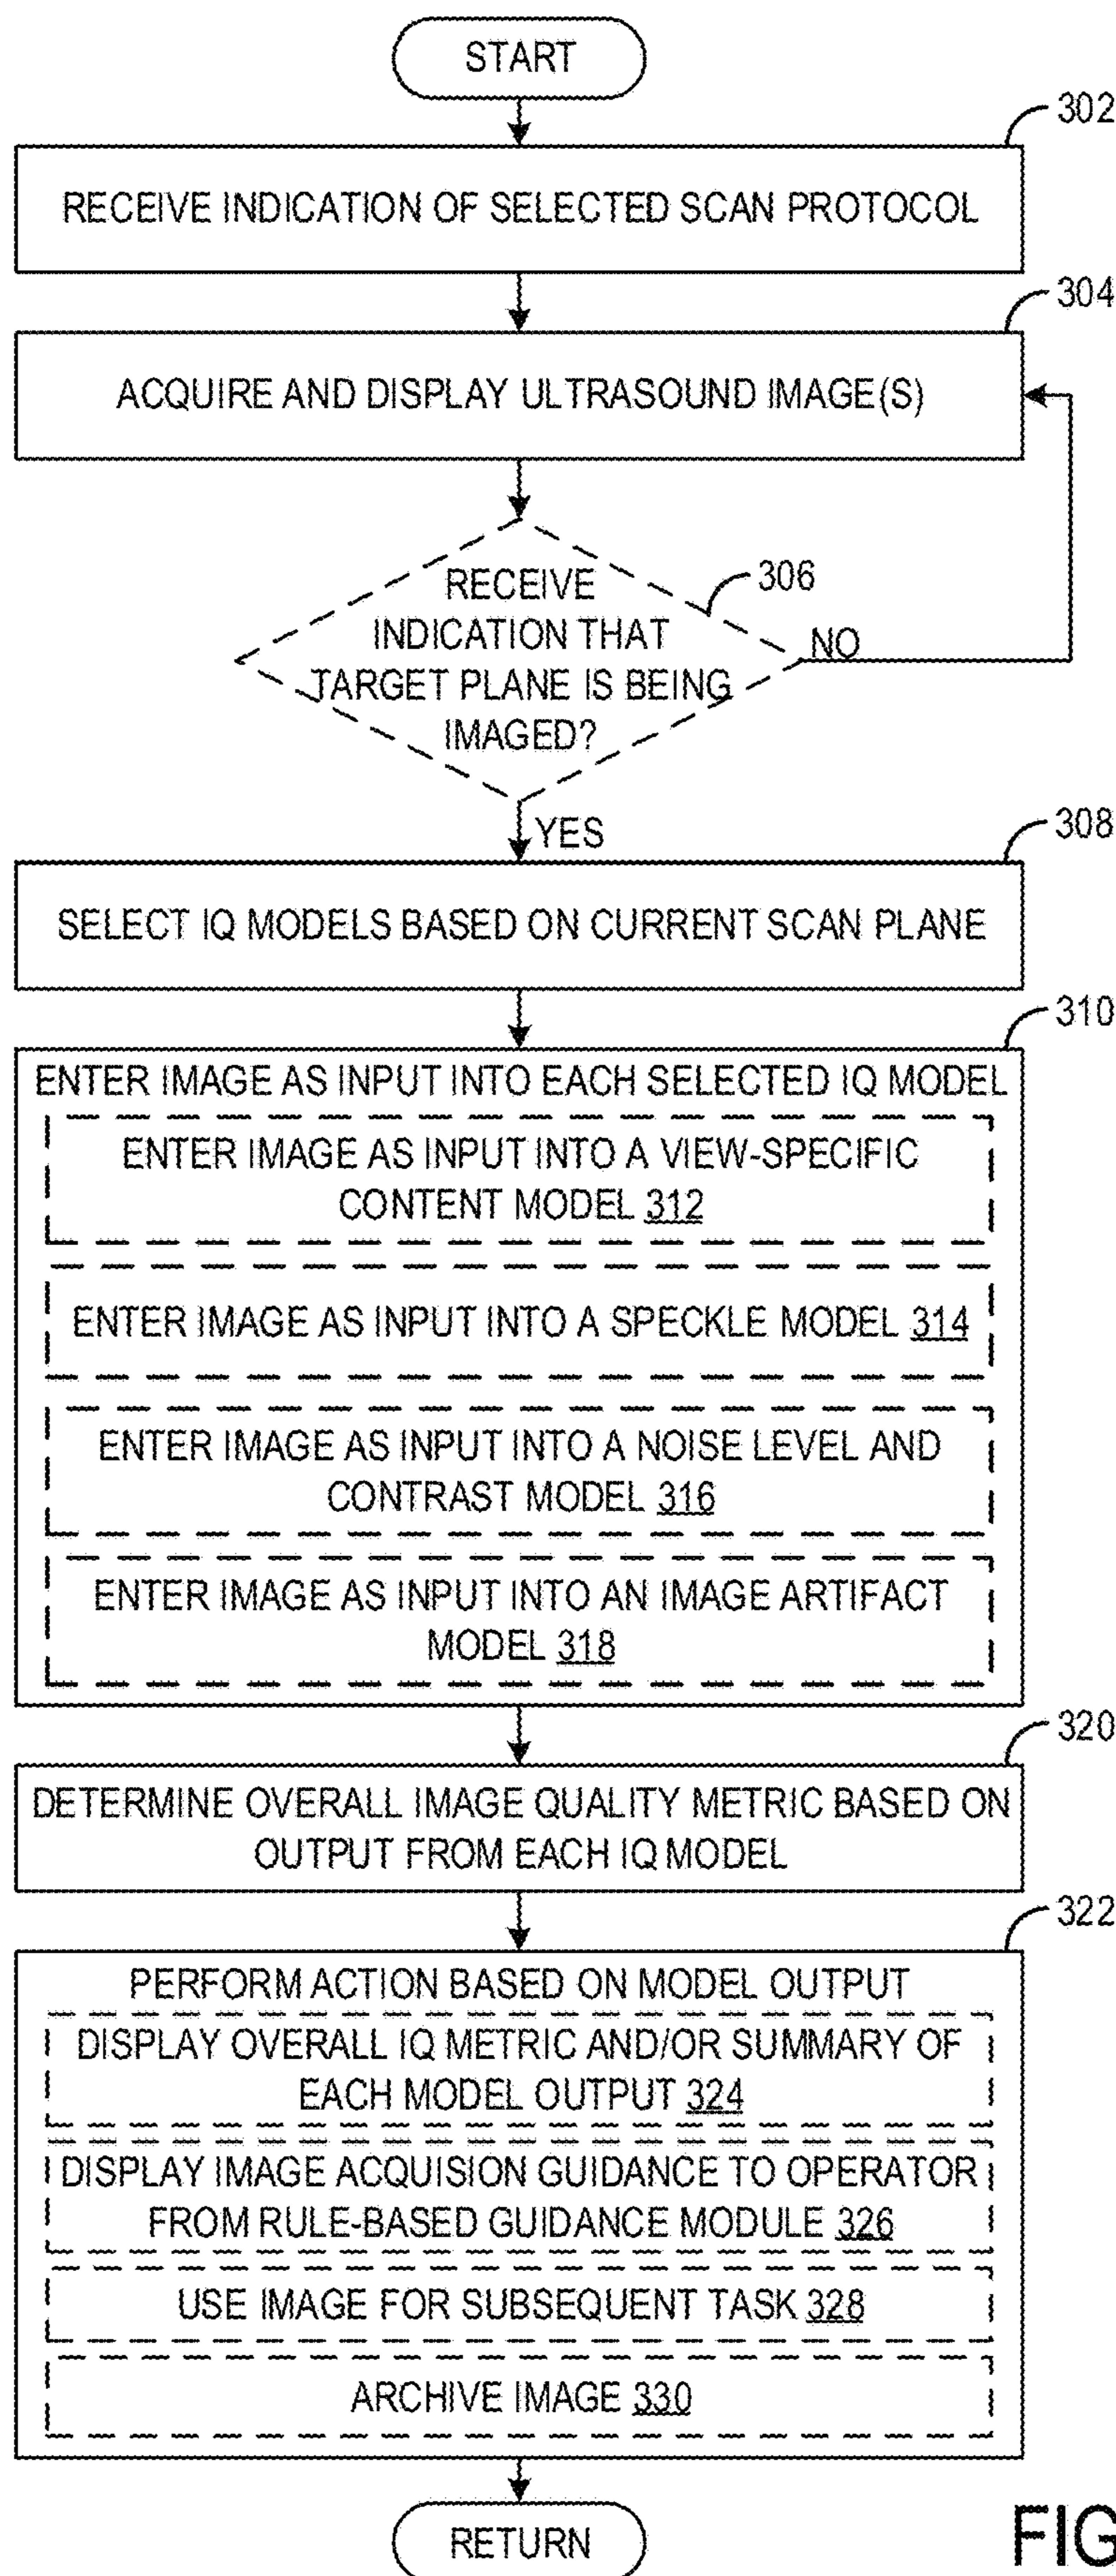 START
302
RECEIVE INDICATION OF SELECTED SCAN PROTOCOL
304
ACQUIRE AND DISPLAY ULTRASOUND IMAGE(S)
306
RECEIVE
INDICATION THAT
TARGET PLANE IS BEING
IMAGED?
NO
YES
308
SELECT IQ MODELS BASED ON CURRENT SCAN PLANE
310
ENTER IMAGE AS INPUT INTO EACH SELECTED IQ MODEL
ENTER IMAGE AS INPUT INTO A VIEW-SPECIFIC
CONTENT MODEL 312
ENTER IMAGE AS INPUT INTO A SPECKLE MODEL 314
ENTER IMAGE AS INPUT INTO A NOISE LEVEL AND
CONTRAST MODEL 316
ENTER IMAGE AS INPUT INTO AN IMAGE ARTIFACT
MODEL 318
320
DETERMINE OVERALL IMAGE QUALITY METRIC BASED ON
OUTPUT FROM EACH IQ MODEL
322
PERFORM ACTION BASED ON MODEL OUTPUT
DISPLAY OVERALL IQ METRIC AND/OR SUMMARY OF
EACH MODEL OUTPUT 324
DISPLAY IMAGE ACQUISION GUIDANCE TO OPERATOR
FROM RULE-BASED GUIDANCE MODULE 326
USE IMAGE FOR SUBSEQUENT TASK 328
ARCHIVE IMAGE 330
RETURN
FIG